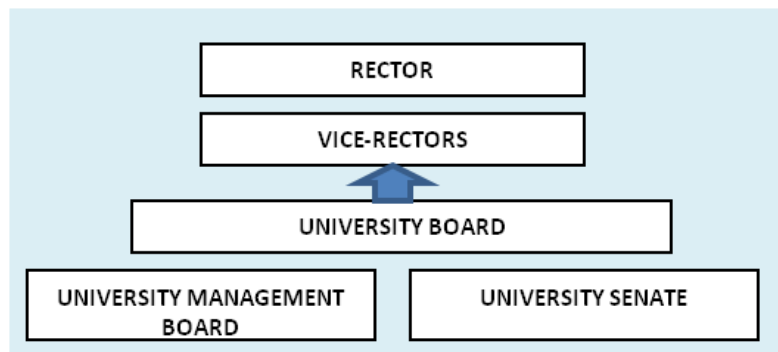 RECTOR
VICE-RECTORS
UNIVERSITY BOARD
UNIVERSITY MANAGEMENT
BOARD
UNIVERSITY SENATE